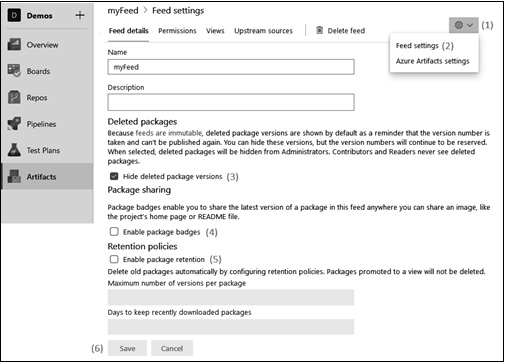 D Demos +
Overview
Boards
Repos
Pipelines
Test Plans
Artifacts
myFeed > Feed settings
(1)
Feed details Permissions Views Upstream sources Delete feed
Feed settings (2)
Azure Artifacts settings
Name
myFeed
Description
Deleted packages
Because feeds are immutable, deleted package versions are shown by default as a reminder that the version number is
taken and can't be published again. You can hide these versions, but the version numbers will continue to be reserved.
When selected, deleted packages will be hidden from Administrators. Contributors and Readers never see deleted
packages.
Hide deleted package versions (3)
Package sharing
Package badges enable you to share the latest version of a package in this feed anywhere you can share an image, like
the project's home page or README file.
Enable package badges (4)
Retention policies
Enable package retention (5)
Delete old packages automatically by configuring retention policies. Packages promoted to a view will not be deleted.
Maximum number of versions per package
Days to keep recently downloaded packages
(6) Save Cancel